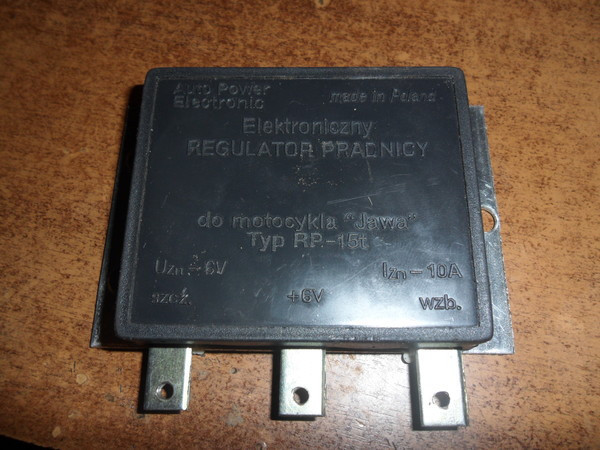 Auto Power
Electronic
made in Poland
Elektroniczny
REGULATOR PRĄDNICY
do motocykla "Jawa"
Typ RP-15t
Uzn - 6V
Izn - 10A
szcz.
+6V
wzb.